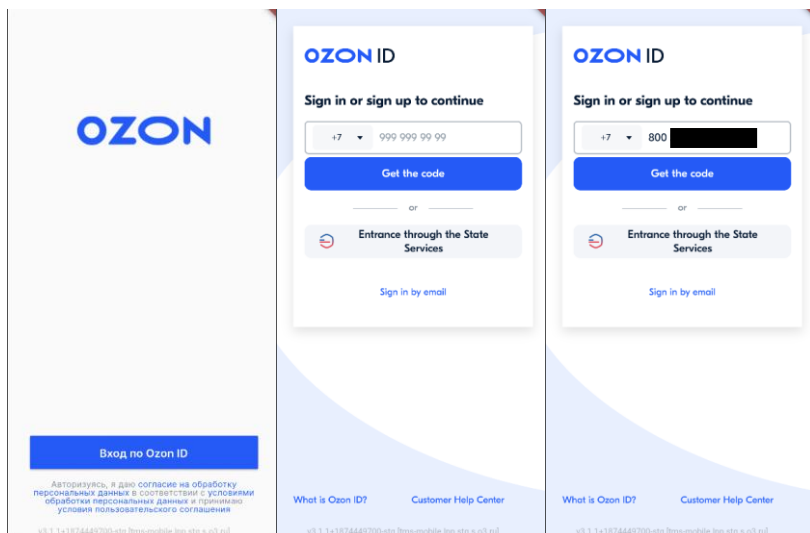 OZON
Вход по Ozon ID
Авторизуясь, я даю согласие на обработку
персональных данных в соответствии с условиями
обработки персональных данных и принимаю
условия пользовательского соглашения
OZON ID
Sign in or sign up to continue
+7 999 999 99 99
Get the code
or
Entrance through the State
Services
Sign in by email
What is Ozon ID? Customer Help Center
OZON ID
Sign in or sign up to continue
+7 800
Get the code
or
Entrance through the State
Services
Sign in by email
What is Ozon ID? Customer Help Center